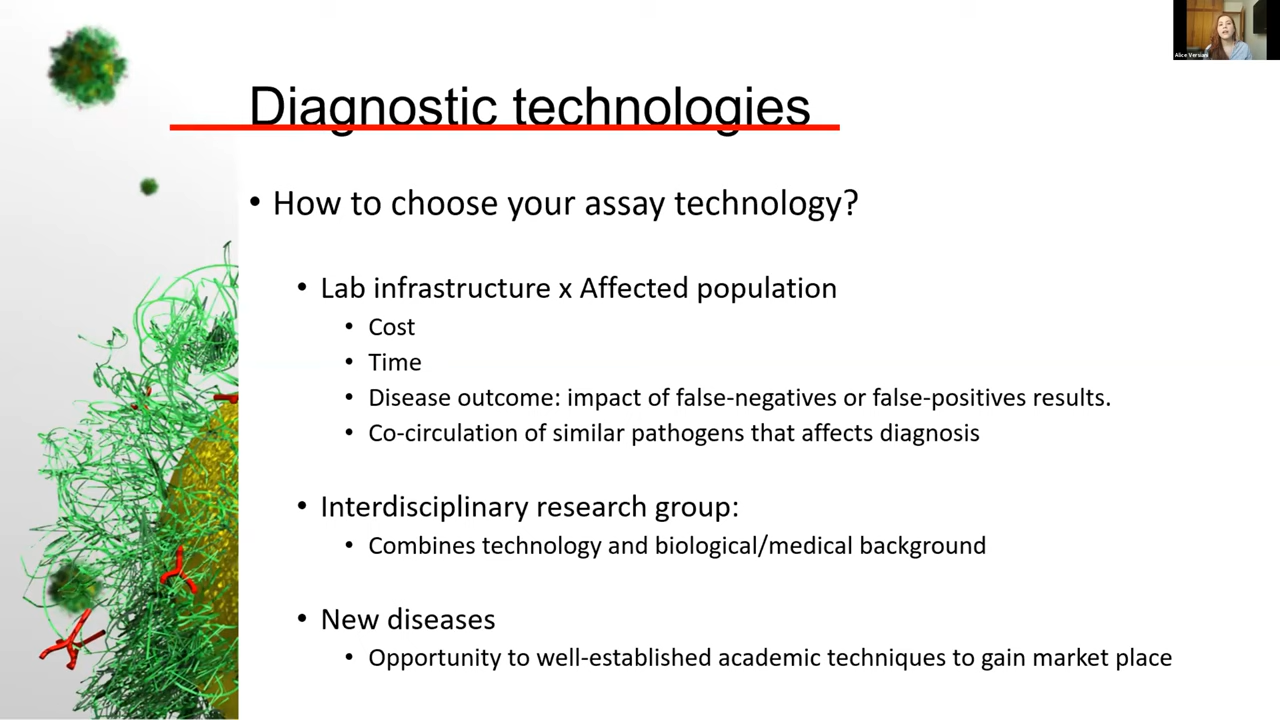 Alice Versiani
Diagnostic technologies
• How to choose your assay technology?
• Lab infrastructure x Affected population
• Cost
• Time
• Disease outcome: impact of false-negatives or false-positives results.
• Co-circulation of similar pathogens that affects diagnosis
• Interdisciplinary research group:
• Combines technology and biological/medical background
• New diseases
• Opportunity to well-established academic techniques to gain market place